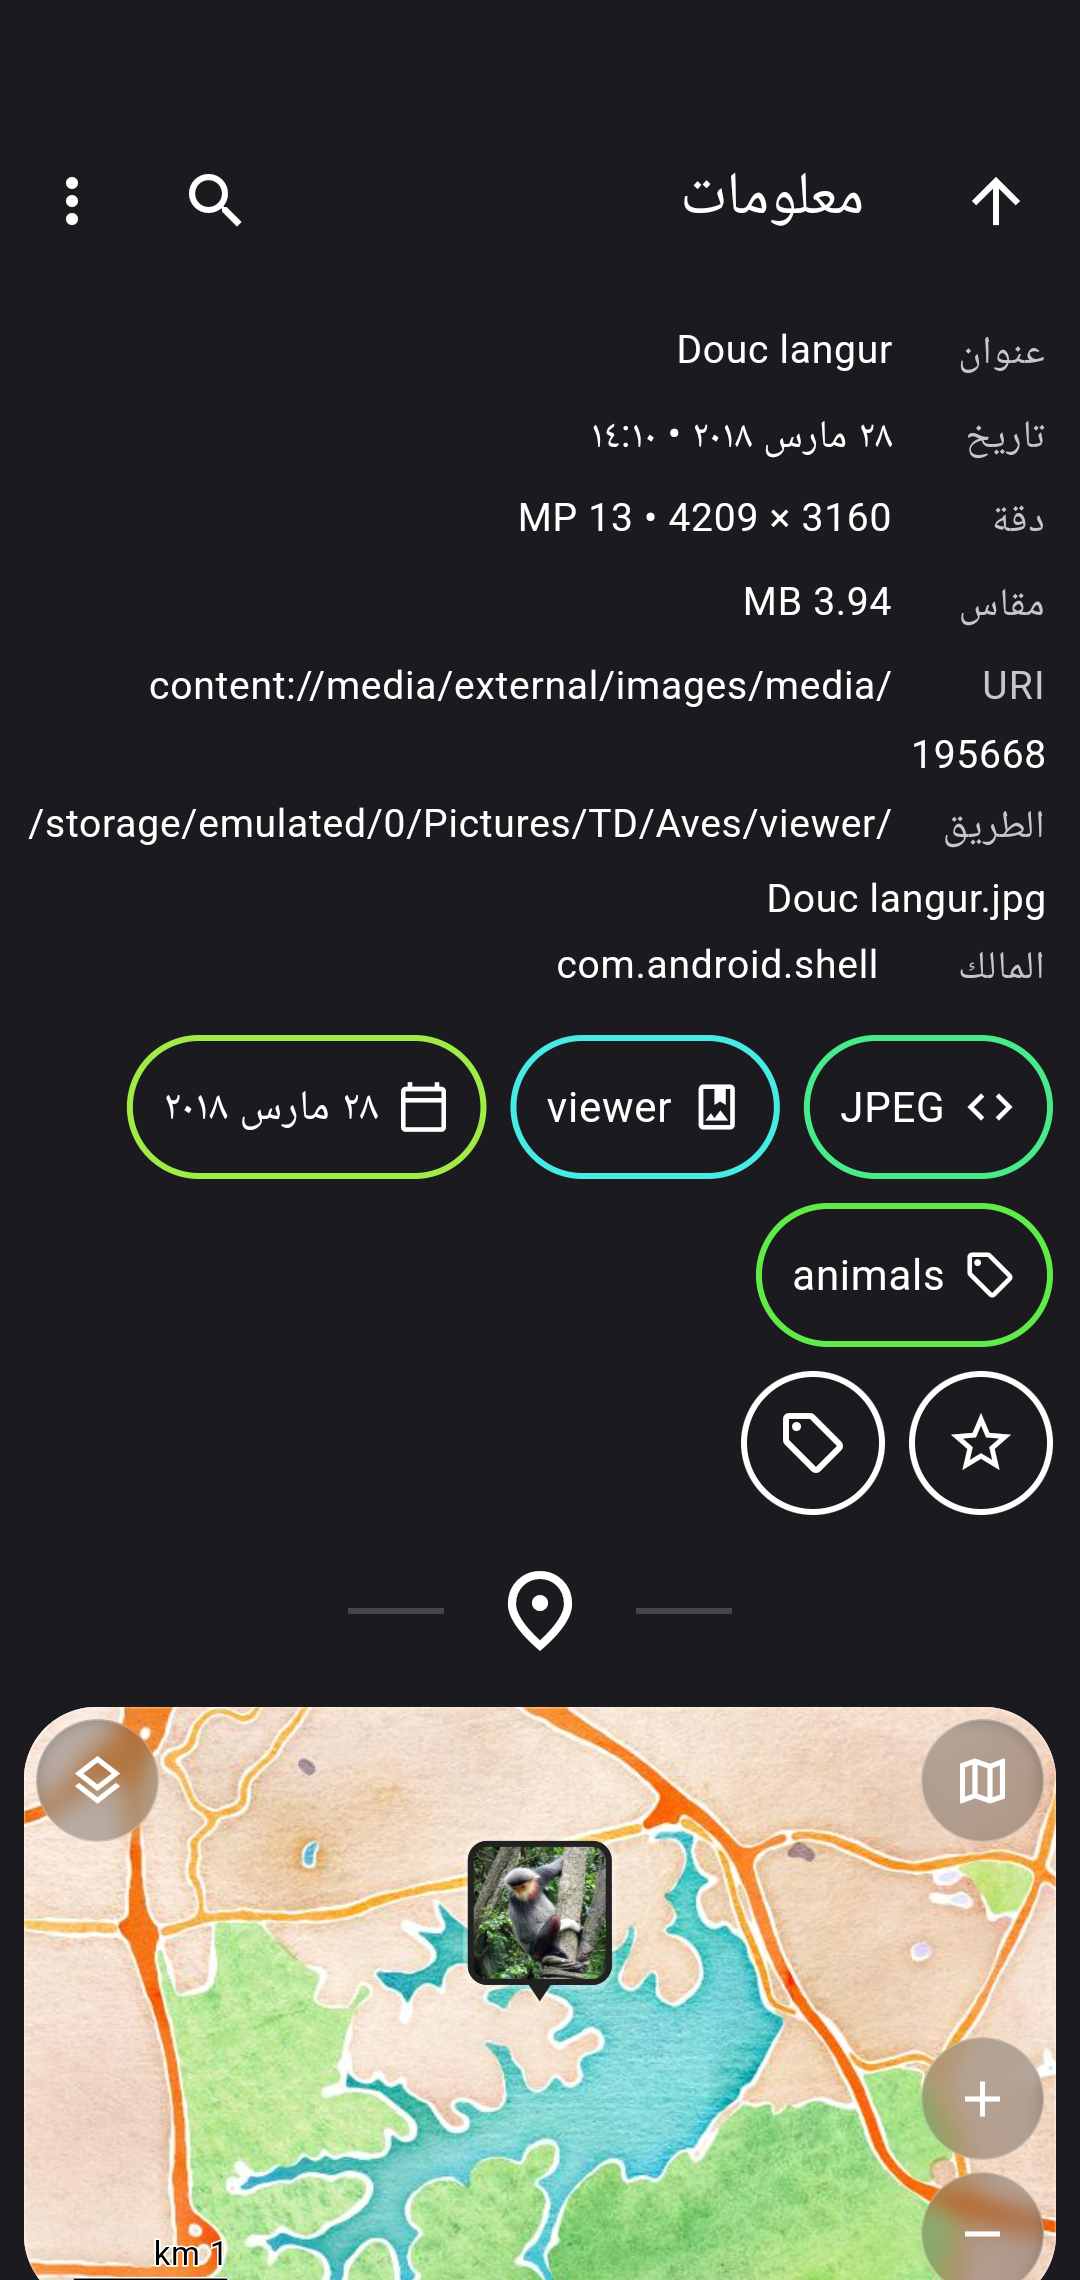 معلومات
عنوان Douc langur
تاريخ ٢٨ مارس ٢٠١٨ • ١٤:١٠
دقة 3160 × 4209 • 13 MP
مقاس 3.94 MB
URI content://media/external/images/media/
195668
الطريق /storage/emulated/0/Pictures/TD/Aves/viewer/
Douc langur.jpg
المالك com.android.shell
JPEG viewer ٢٨ مارس ٢٠١٨
animals
1 km